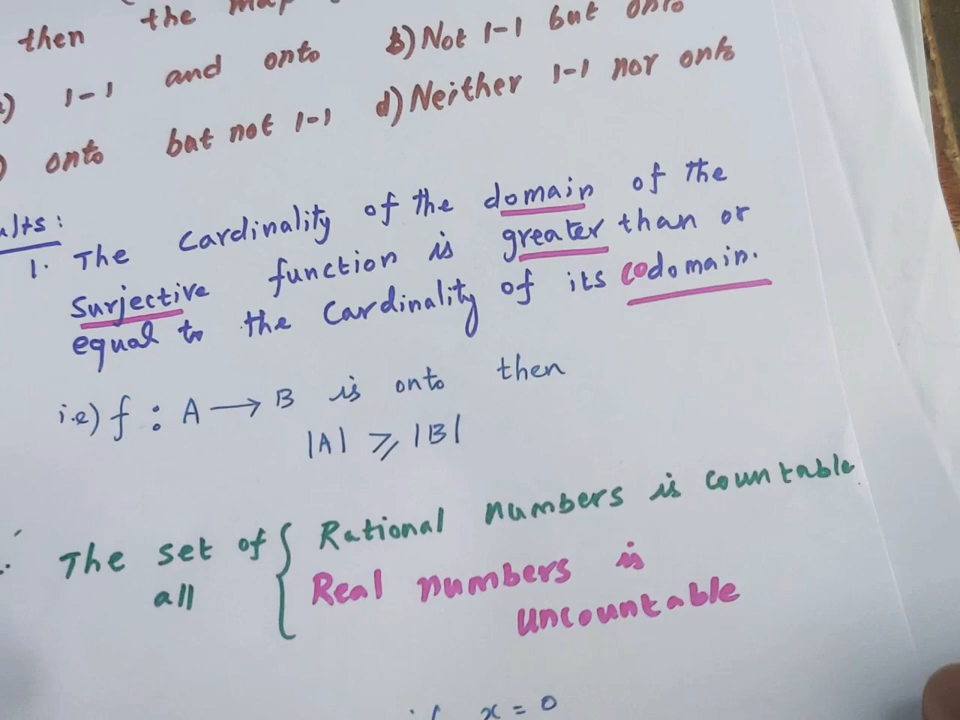 then the map
1-1 and onto b) Not 1-1 but onto
onto but not 1-1 d) Neither 1-1 nor onto
ults:
1. The cardinality of the domain of the
surjective function is greater than or
equal to the cardinality of its codomain.
i.e) f : A → B is onto then
|A| ⩾ |B|
The set of all { Rational numbers is countable
Real numbers is
uncountable
if x = 0